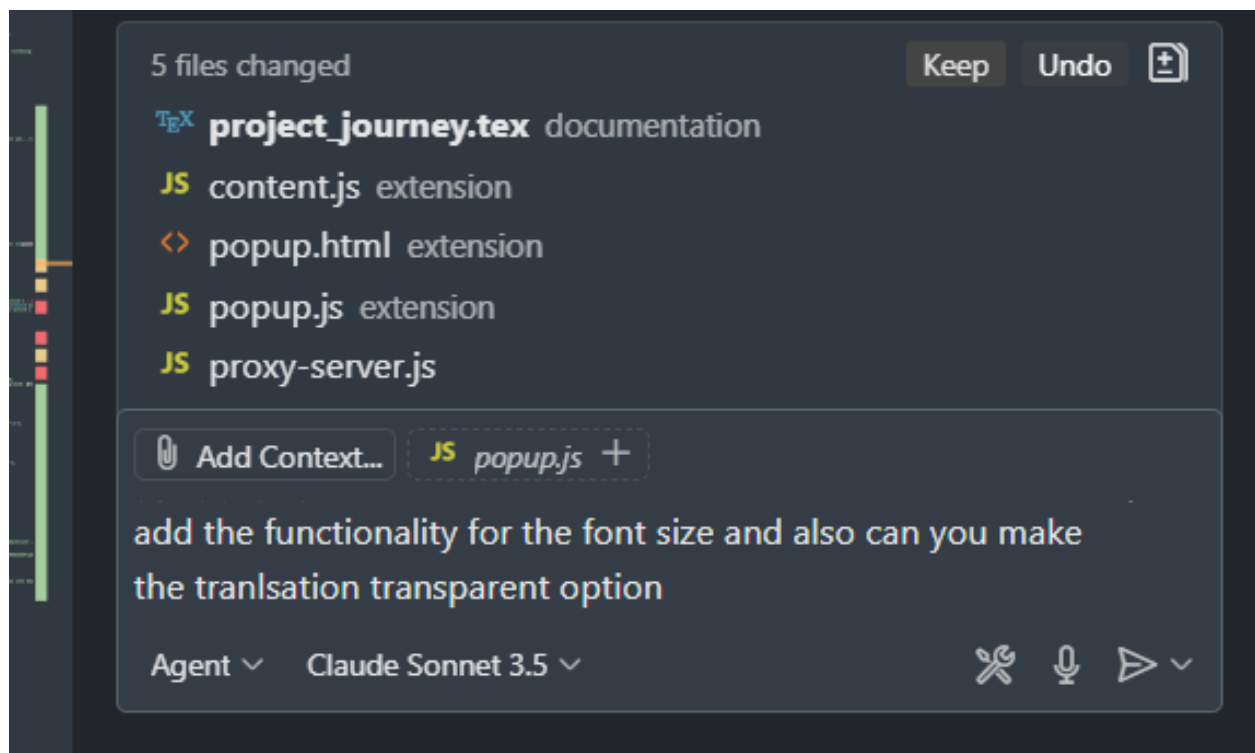 5 files changed Keep Undo
TEX project_journey.tex documentation
JS content.js extension
<> popup.html extension
JS popup.js extension
JS proxy-server.js
Add Context... JS popup.js +
add the functionality for the font size and also can you make
the tranlsation transparent option
Agent Claude Sonnet 3.5